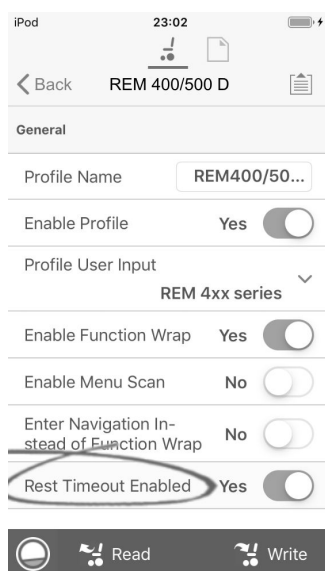 iPod 23:02
Back REM 400/500 D
General
Profile Name REM400/50...
Enable Profile Yes
Profile User Input
REM 4xx series
Enable Function Wrap Yes
Enable Menu Scan No
Enter Navigation In-
stead of Function Wrap No
Rest Timeout Enabled Yes
Read Write